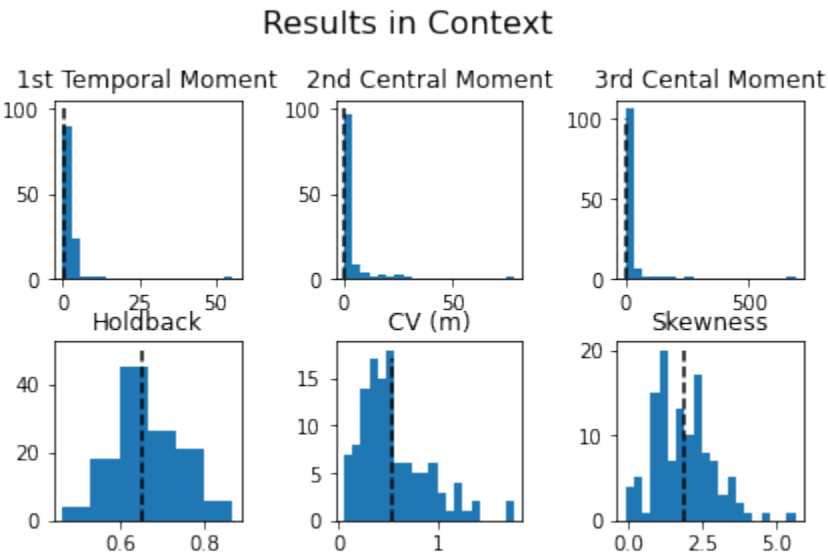 Results in Context
1st Temporal Moment 2nd Central Moment 3rd Cental Moment
100 100 100
50 50 50
0 0 0
0 25 50 0 50 0 500
Holdback CV (m) Skewness
40 15 20
20 10 10
5
0 0 0
0.6 0.8 0 1 0.0 2.5 5.0